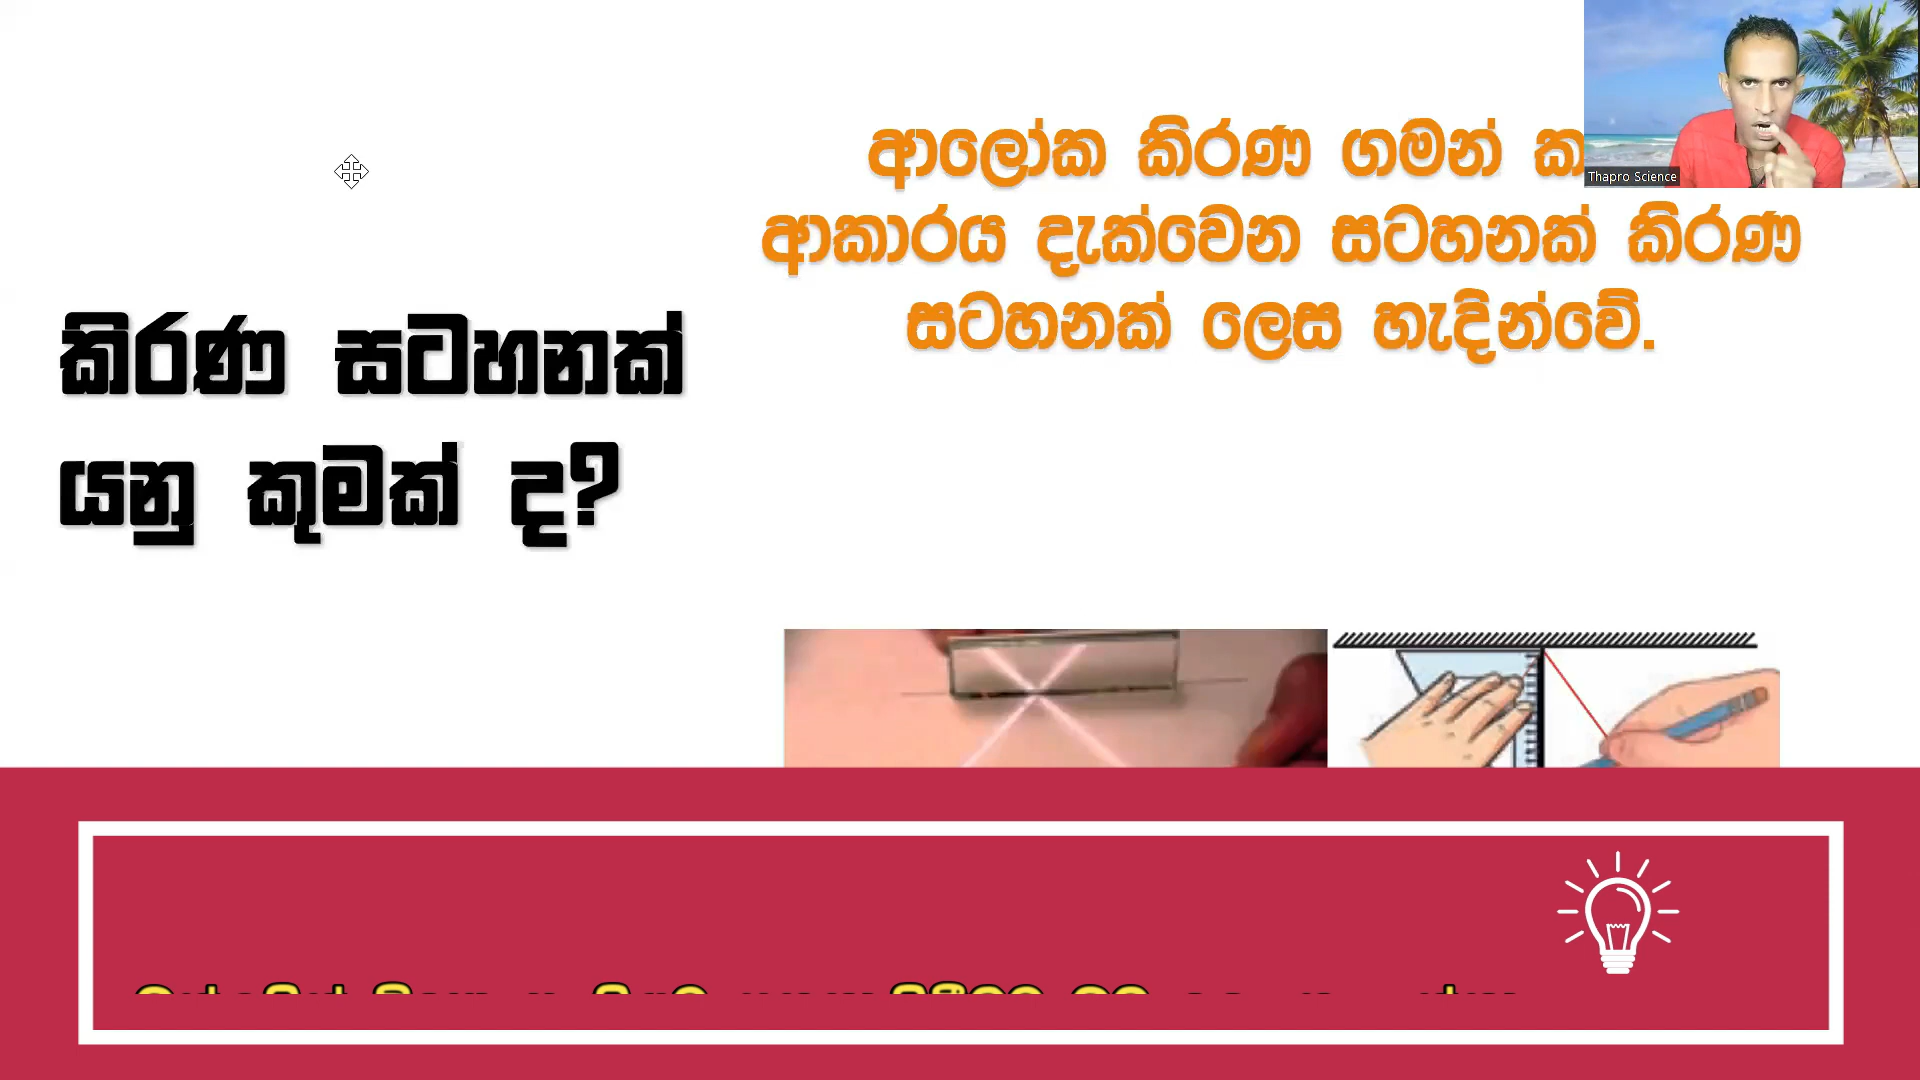 ආලෝක කිරණ ගමන් ක
ආකාරය දැක්වෙන සටහනක් කිරණ
සටහනක් ලෙස හැදින්වේ.
Thapro Science
කිරණ සටහනක්
යනු කුමක් ද?